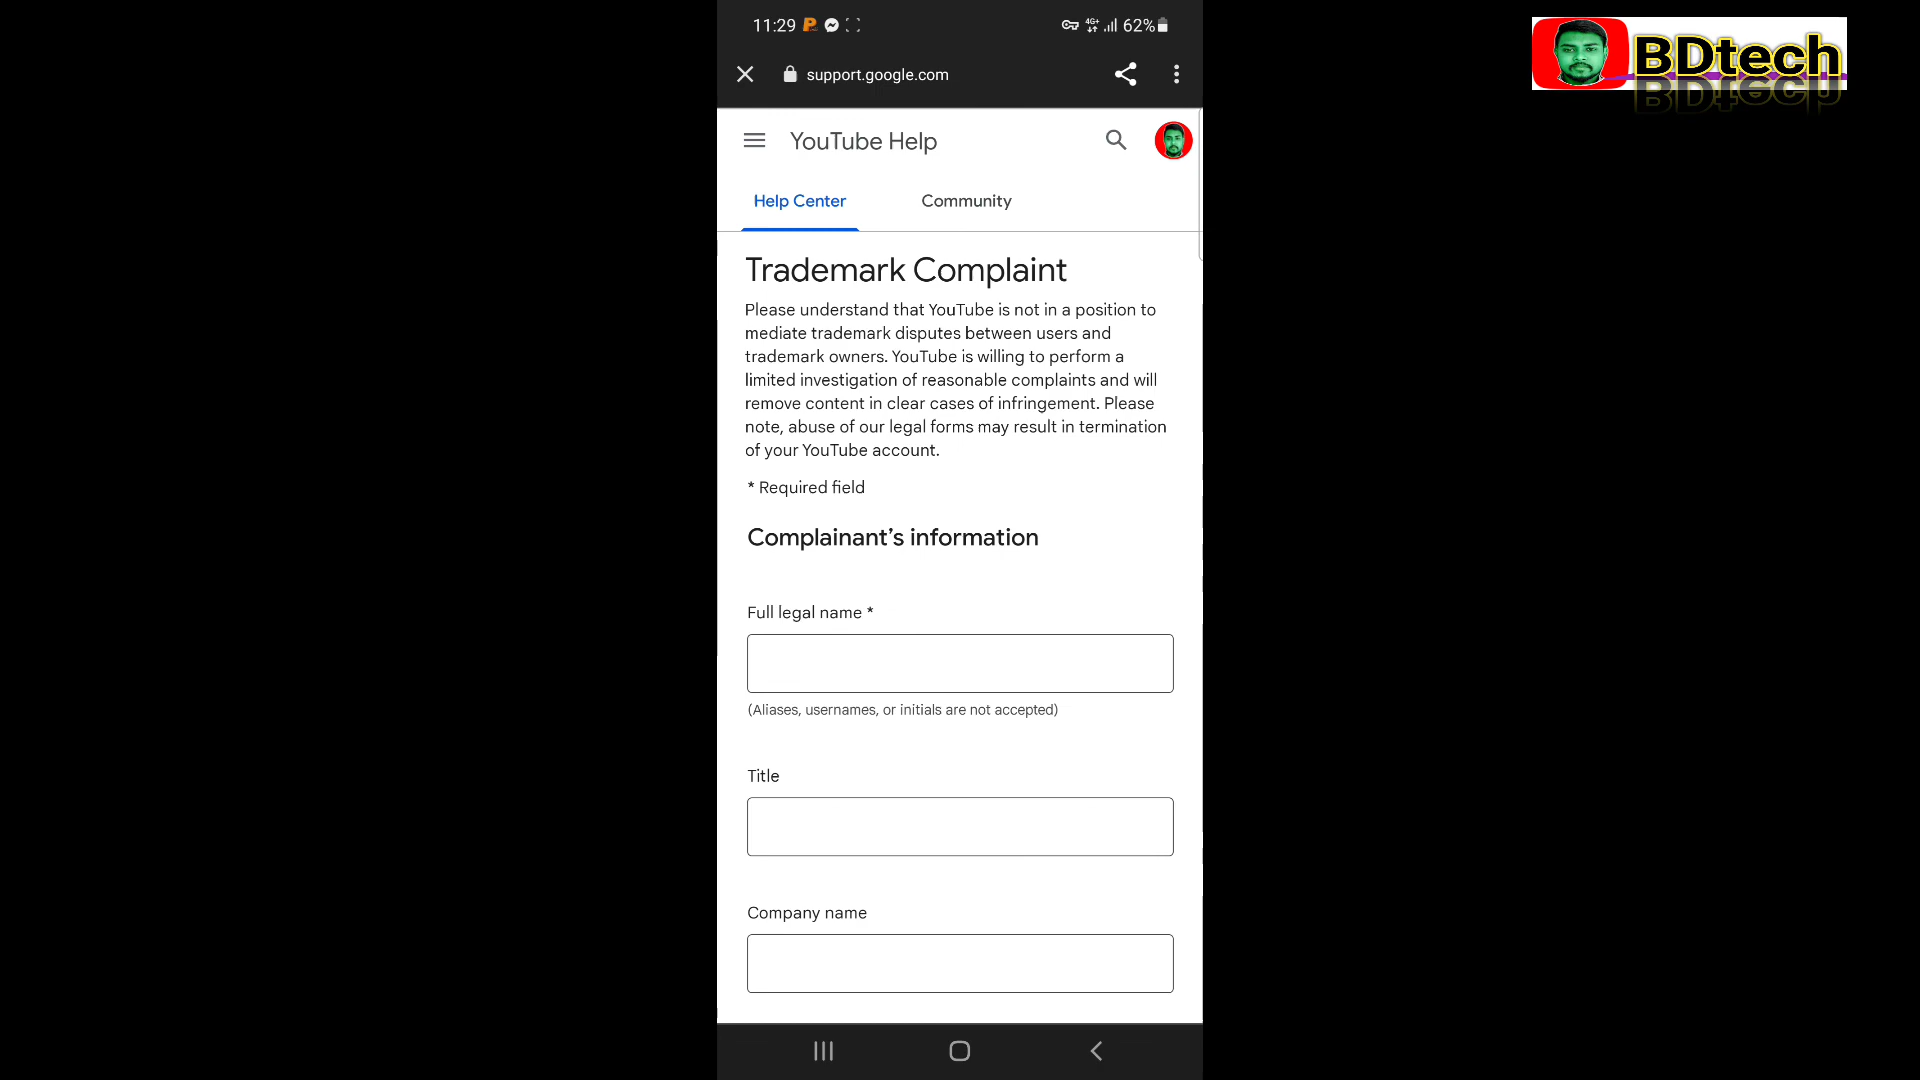 11:29
4G+
62%
BDtech
support.google.com
YouTube Help
Help Center
Community
Trademark Complaint
Please understand that YouTube is not in a position to
mediate trademark disputes between users and
trademark owners. YouTube is willing to perform a
limited investigation of reasonable complaints and will
remove content in clear cases of infringement. Please
note, abuse of our legal forms may result in termination
of your YouTube account.
* Required field
Complainant’s information
Full legal name *
(Aliases, usernames, or initials are not accepted)
Title
Company name